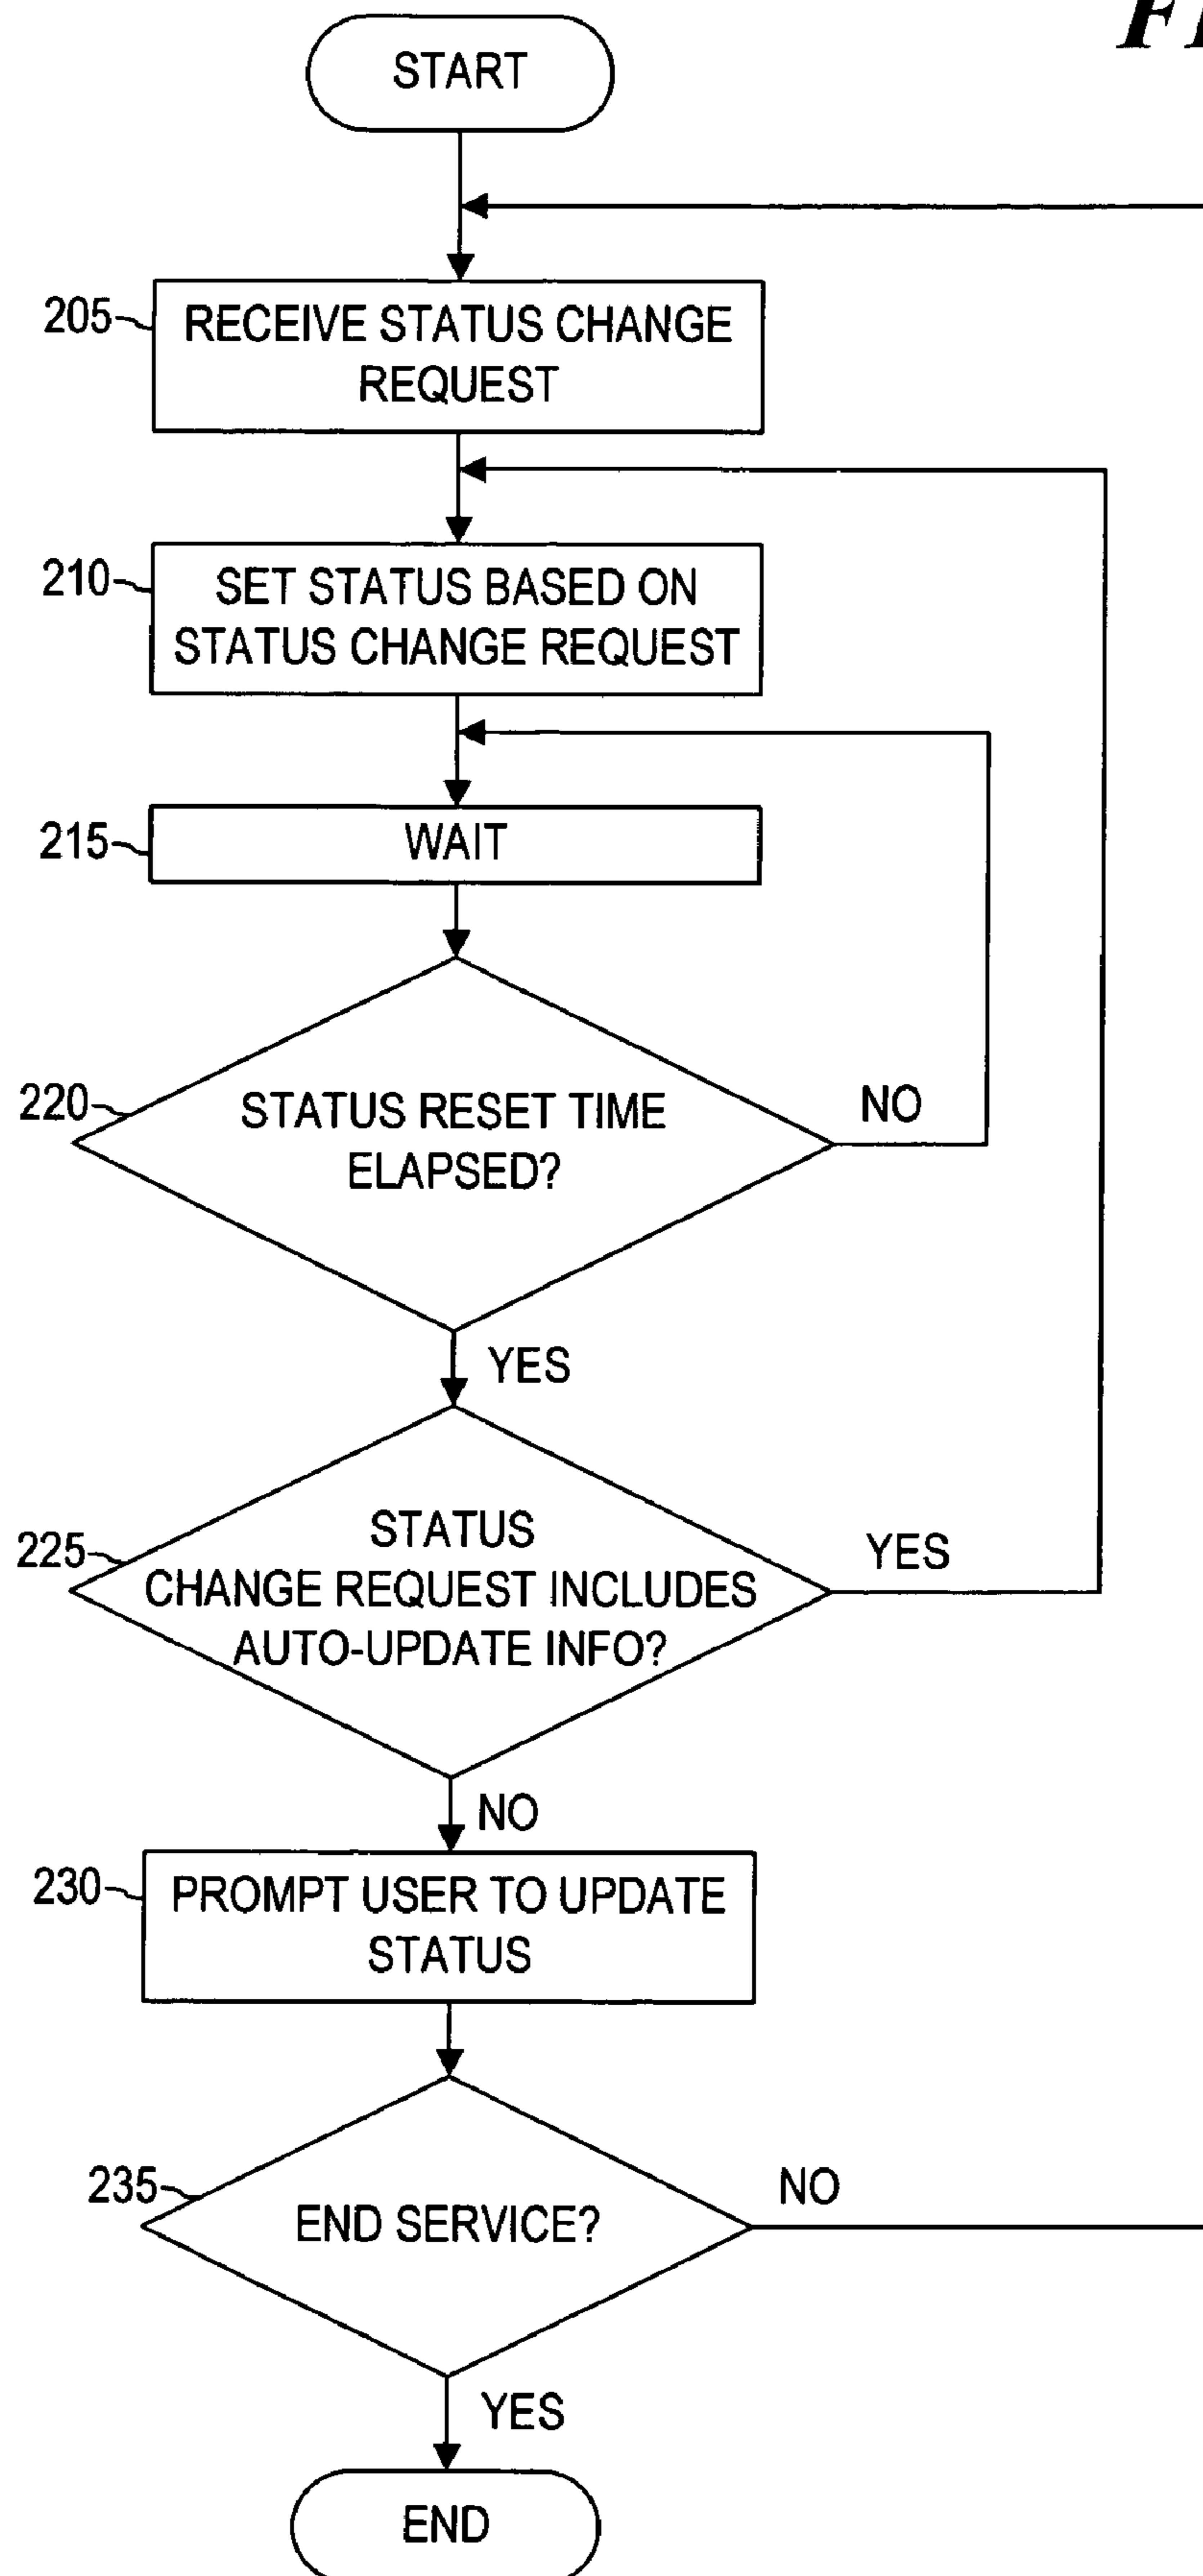 START
205
RECEIVE STATUS CHANGE
REQUEST
210
SET STATUS BASED ON
STATUS CHANGE REQUEST
215
WAIT
220
STATUS RESET TIME
ELAPSED?
NO
YES
225
STATUS
CHANGE REQUEST INCLUDES
AUTO-UPDATE INFO?
YES
NO
230
PROMPT USER TO UPDATE
STATUS
235
END SERVICE?
NO
YES
END